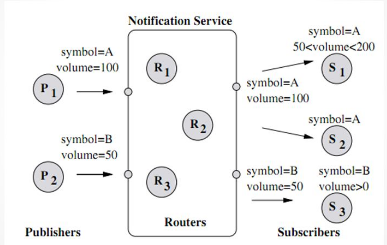 Notification Service
symbol=A
volume=100
P1
R1
R2
symbol=A
50<volume<200
S1
symbol=A
volume=100
symbol=A
S2
symbol=B
volume=50
P2
R3
symbol=B
volume=50
symbol=B
volume>0
S3
Publishers
Routers
Subscribers